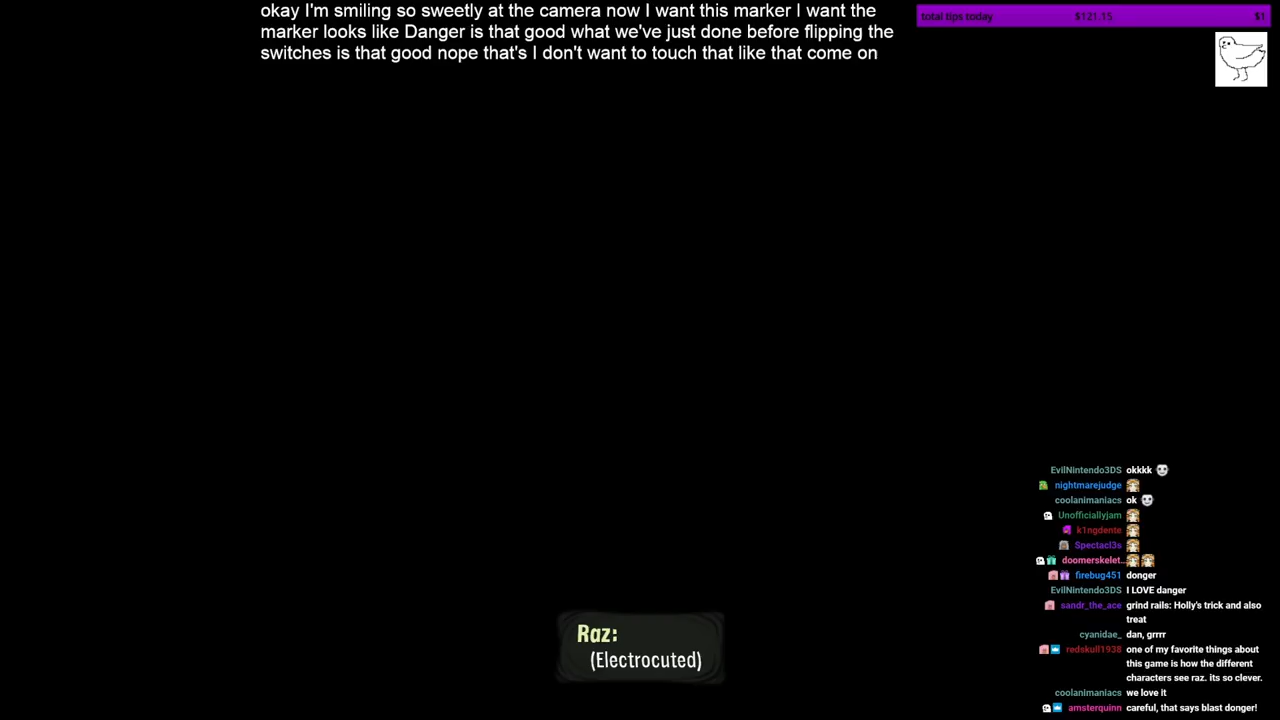 okay I'm smiling so sweetly at the camera now I want this marker I want the
marker looks like Danger is that good what we've just done before flipping the
switches is that good nope that's I don't want to touch that like that come on
total tips today $121.15 $1
EvilNintendo3DS okkkk
nightmarejudge
coolanimaniacs ok
Unofficiallyjam
k1ngdente
Spectacl3s
doomerskelet...
firebug451 donger
EvilNintendo3DS I LOVE danger
sandr_the_ace grind rails: Holly's trick and also
treat
cyanidae_ dan, grrr
redskull1938 one of my favorite things about
this game is how the different
characters see raz. its so clever.
coolanimaniacs we love it
amsterquinn careful, that says blast donger!
Raz:
(Electrocuted)